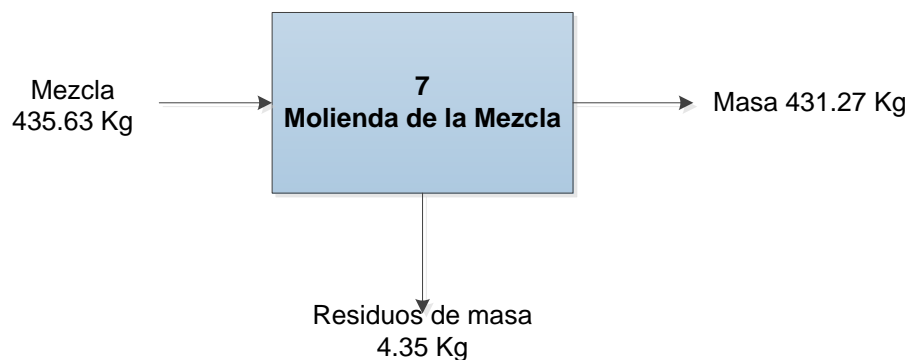 7
Molienda de la Mezcla
Mezcla
435.63 Kg
Masa 431.27 Kg
Residuos de masa
4.35 Kg